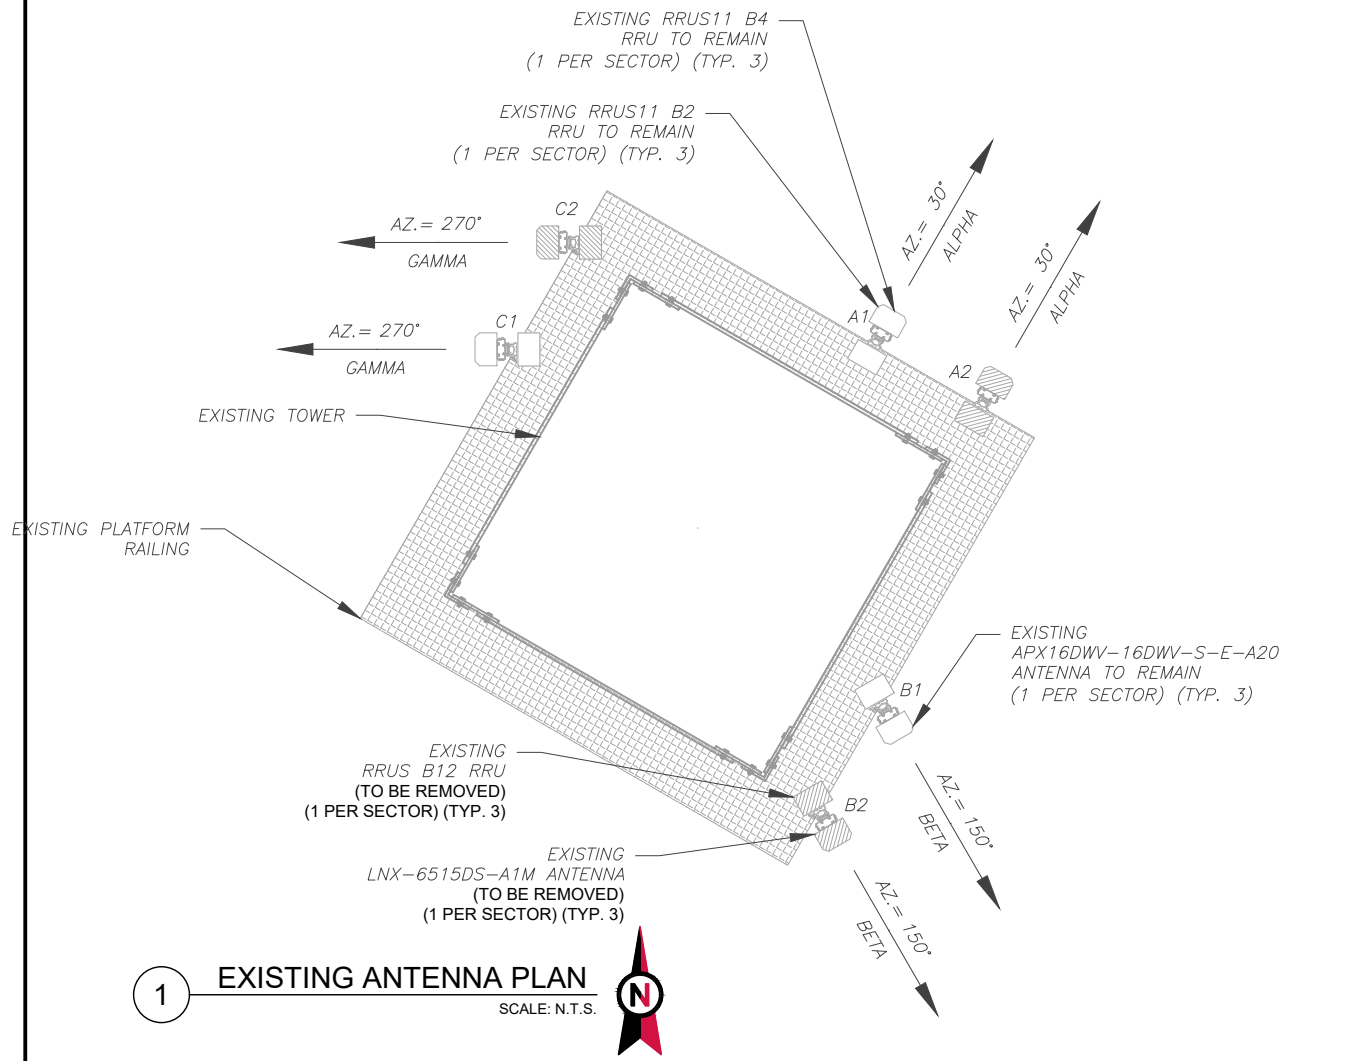 EXISTING RRUS11 B4
RRU TO REMAIN
(1 PER SECTOR) (TYP. 3)
EXISTING RRUS11 B2
RRU TO REMAIN
(1 PER SECTOR) (TYP. 3)
AZ.= 30°
ALPHA
AZ.= 30°
ALPHA
C2
AZ.= 270°
GAMMA
C1
AZ.= 270°
GAMMA
A1
A2
EXISTING TOWER
EXISTING PLATFORM
RAILING
EXISTING
APX16DWV-16DWV-S-E-A20
ANTENNA TO REMAIN
(1 PER SECTOR) (TYP. 3)
B1
EXISTING
RRUS B12 RRU
(TO BE REMOVED)
(1 PER SECTOR) (TYP. 3)
B2
AZ.= 150°
BETA
EXISTING
LNX-6515DS-A1M ANTENNA
(TO BE REMOVED)
(1 PER SECTOR) (TYP. 3)
AZ.= 150°
BETA
1
EXISTING ANTENNA PLAN
SCALE: N.T.S.
N